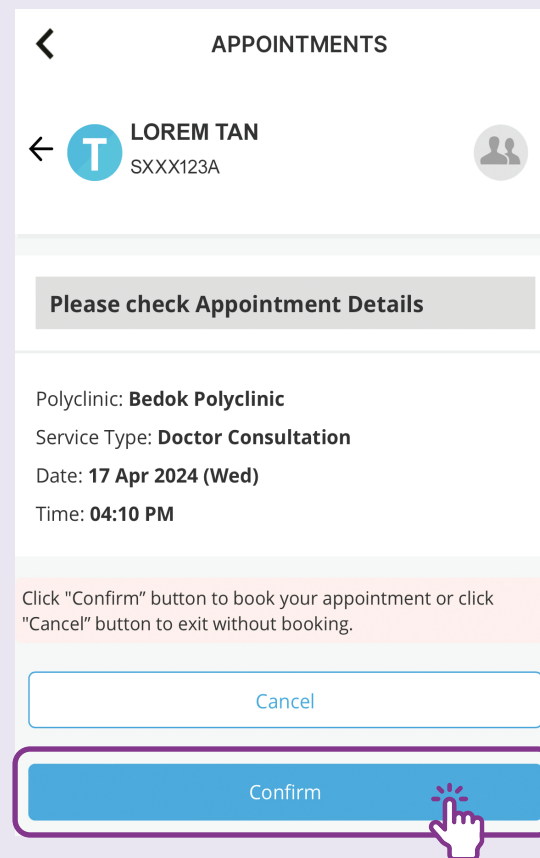 APPOINTMENTS
LOREM TAN
T
SXXX123A
Please check Appointment Details
Polyclinic: Bedok Polyclinic
Service Type: Doctor Consultation
Date: 17 Apr 2024 (Wed)
Time: 04:10 PM
Click "Confirm” button to book your appointment or click
"Cancel” button to exit without booking.
Cancel
Confirm